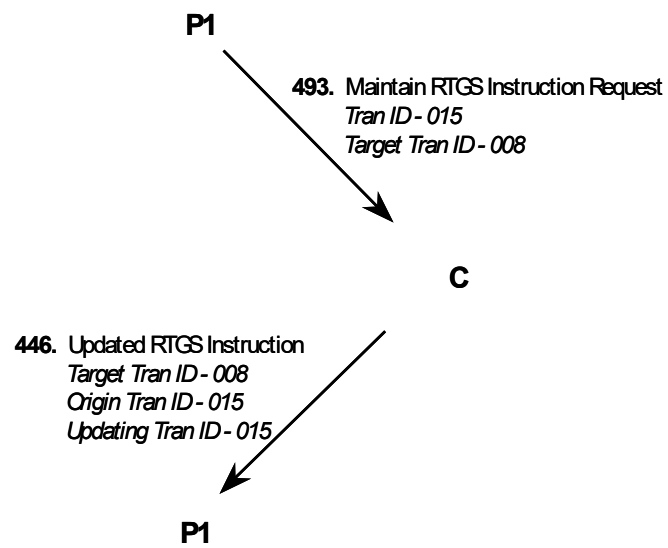 P1
493. Maintain RTGS Instruction Request
Tran ID - 015
Target Tran ID - 008
C
446. Updated RTGS Instruction
Target Tran ID - 008
Origin Tran ID - 015
Updating Tran ID - 015
P1